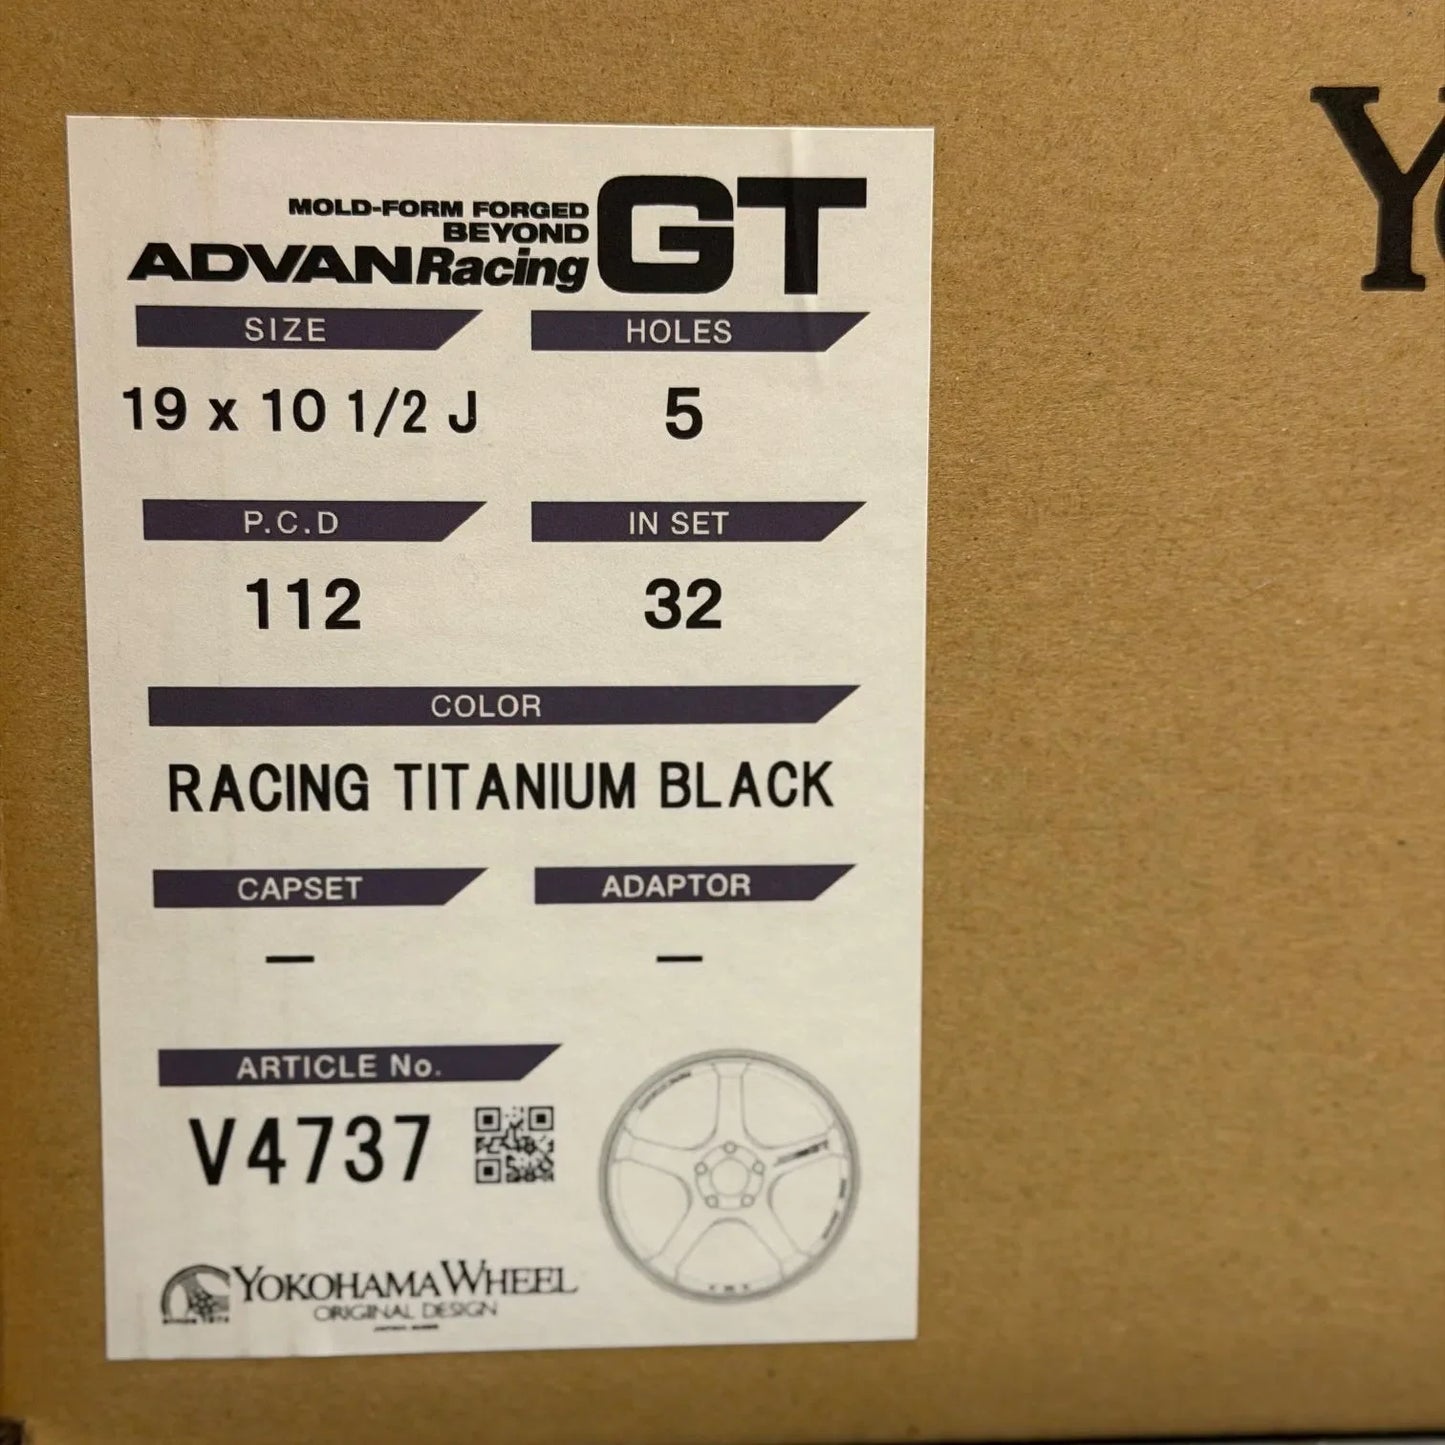 MOLD-FORM FORGED
BEYOND
ADVAN Racing GT
SIZE HOLES
19 x 10 1/2 J 5
P.C.D IN SET
112 32
COLOR
RACING TITANIUM BLACK
CAPSET ADAPTOR
— —
ARTICLE No.
V4737
YOKOHAMA WHEEL
ORIGINAL DESIGN